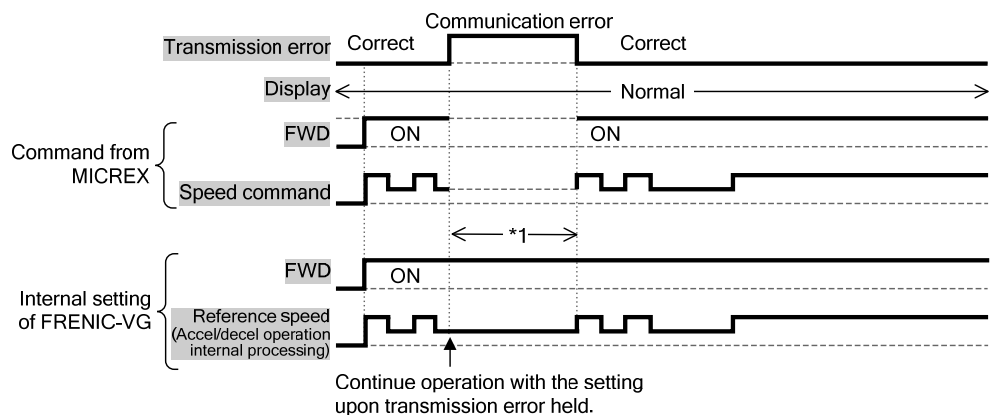 Communication error
Transmission error Correct Correct
Display Normal
FWD ON ON
Command from
MICREX
Speed command
*1
FWD ON
Internal setting
of FRENIC-VG
Reference speed
(Accel/decel operation
internal processing)
Continue operation with the setting
upon transmission error held.